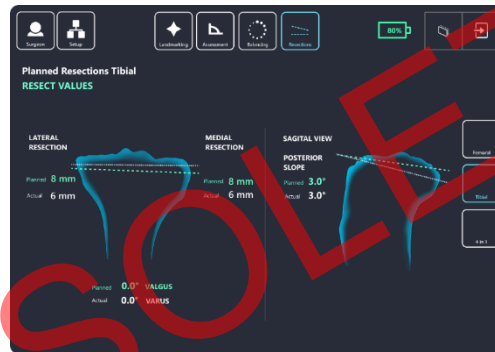 Surgeon
Setup
Landmarking
Assessment
Balancing
Resections
80%
Planned Resections Tibial
RESECT VALUES
LATERAL RESECTION
Planned 8 mm
Actual 6 mm
MEDIAL RESECTION
Planned 8 mm
Actual 6 mm
SAGITAL VIEW
POSTERIOR SLOPE
Planned 3.0°
Actual 3.0°
Femoral
Tibial
4 in 1
Planned 0.0° VALGUS
Actual 0.0° VARUS
SOLE